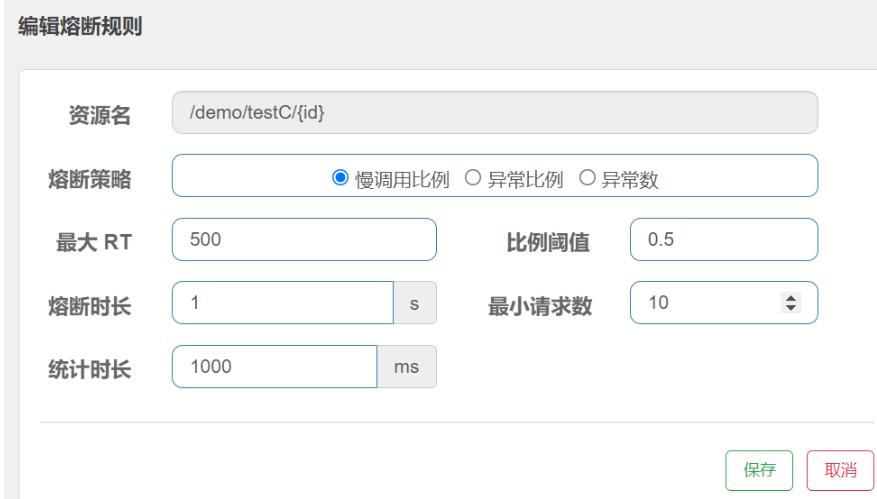 编辑熔断规则
资源名 /demo/testC/{id}
熔断策略 慢调用比例 异常比例 异常数
最大 RT 500 比例阈值 0.5
熔断时长 1 s 最小请求数 10
统计时长 1000 ms
保存 取消